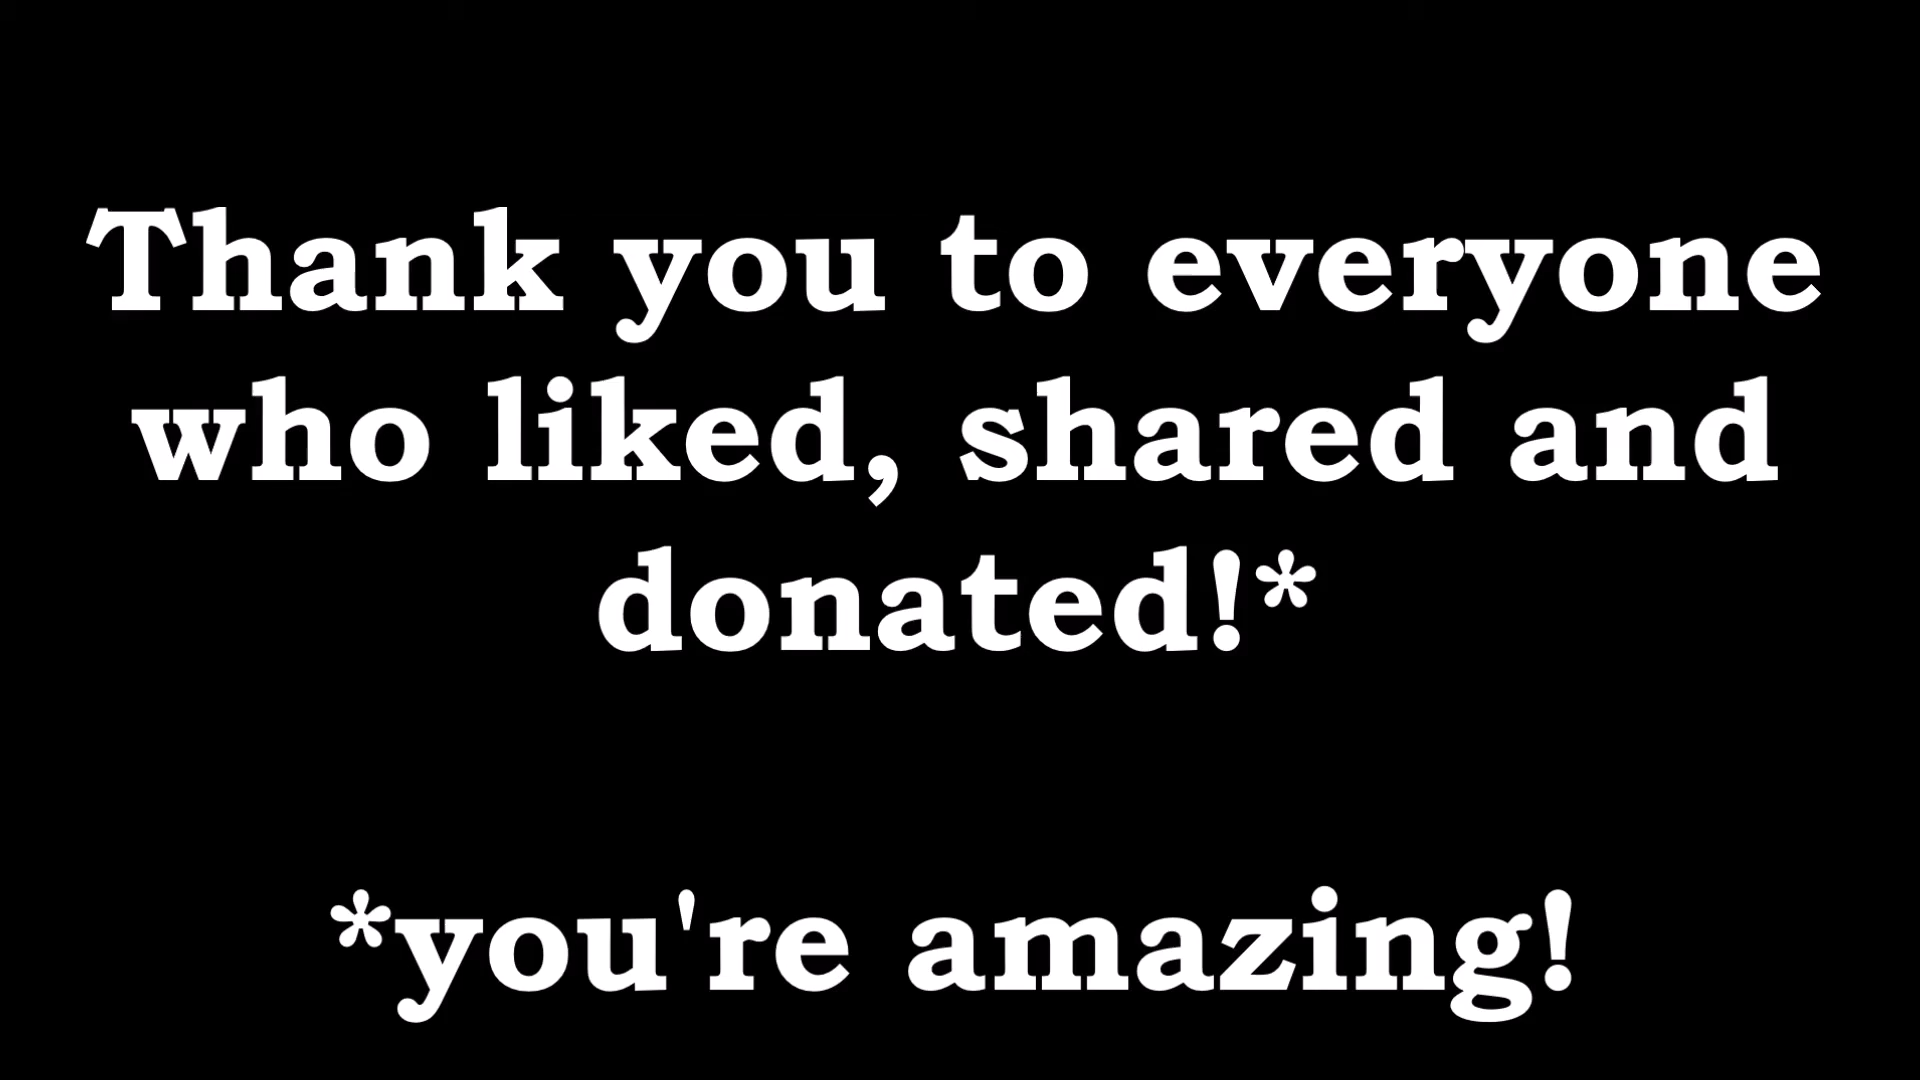 Thank you to everyone
who liked, shared and
donated!*
*you're amazing!